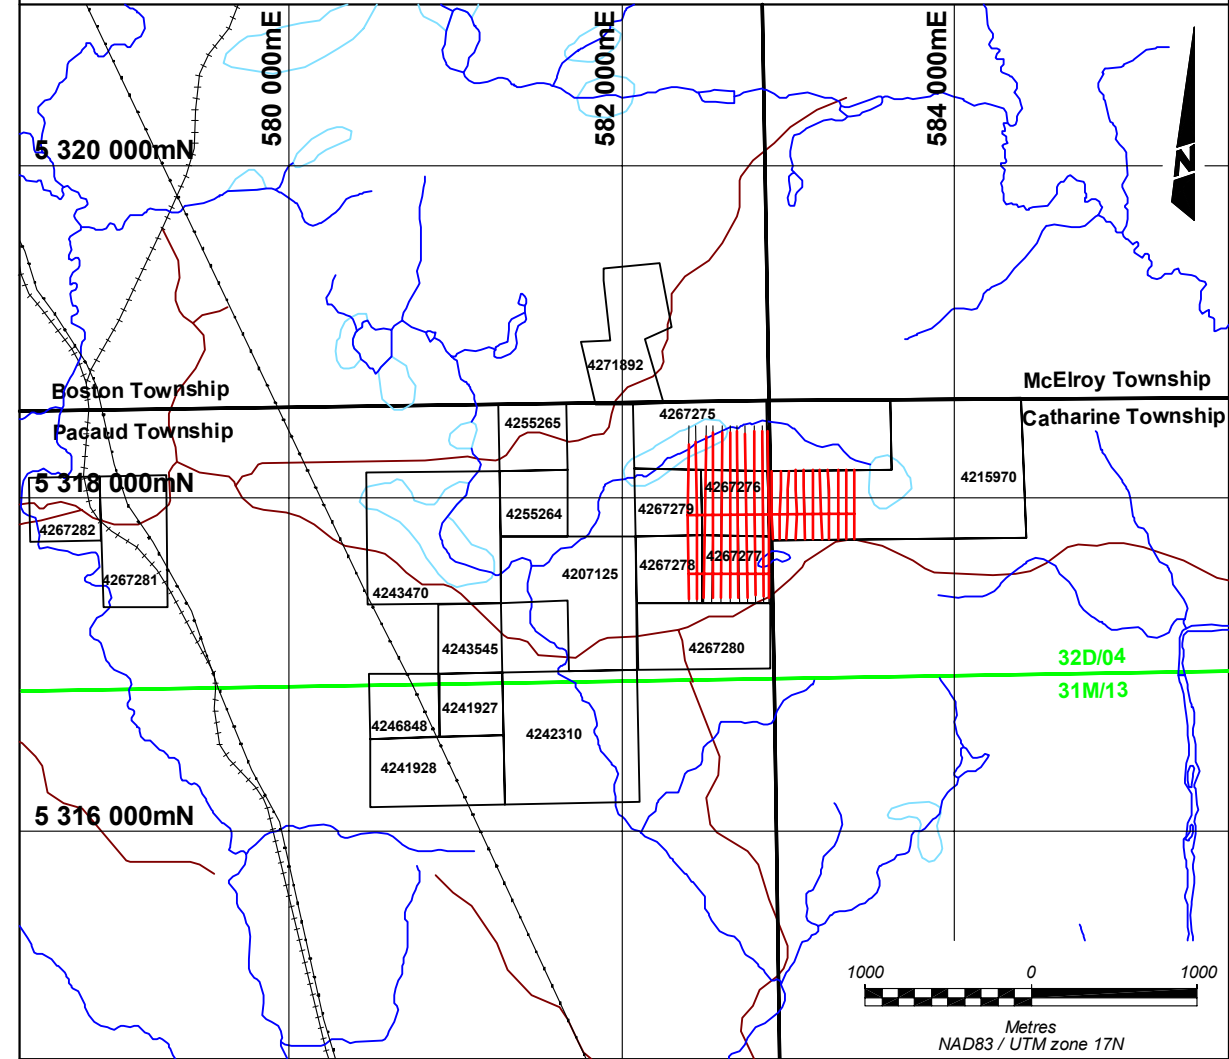 580 000mE
582 000mE
584 000mE
5 320 000mN
N
4271892
Boston Township
McElroy Township
Pacaud Township
Catharine Township
4255265
4267275
5 318 000mN
4215970
4267276
4267279
4255264
4267282
4267277
4267278
4207125
4267281
4243470
4243545
4267280
32D/04
31M/13
4241927
4246848
4242310
4241928
5 316 000mN
1000 0 1000
Metres
NAD83 / UTM zone 17N